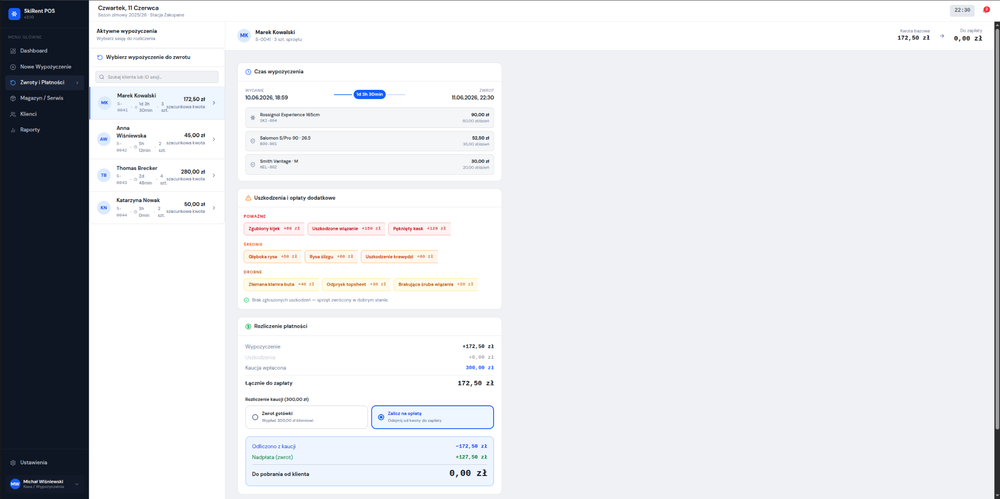 SkiRent POS
v3.1.0
MENU GŁÓWNE
Dashboard
Nowe Wypożyczenie
Zwroty i Płatności
Magazyn / Serwis
Klienci
Raporty
Ustawienia
MW
Michał Wiśniewski
Kasa / Wypożyczalnia
Czwartek, 11 Czerwca
Sezon zimowy 2025/26 · Stacja Zakopane
22:30
2
Aktywne wypożyczenia
Wybierz sesję do rozliczenia
Wybierz wypożyczenie do zwrotu
Szukaj klienta lub ID sesji...
MK
Marek Kowalski
S-0041 · 1d 3h 30min · 3 szt.
172,50 zł
szacunkowa kwota
AW
Anna Wiśniewska
S-0042 · 5h 12min · 2 szt.
45,00 zł
szacunkowa kwota
TB
Thomas Brecker
S-0043 · 2d 48min · 4 szt.
280,00 zł
szacunkowa kwota
KN
Katarzyna Nowak
S-0044 · 3h 0min · 2 szt.
50,00 zł
szacunkowa kwota
MK
Marek Kowalski
S-0041 · 3 szt. sprzętu
Kwota bazowa
172,50 zł
→
Do zapłaty
0,00 zł
Czas wypożyczenia
WYDANIE
10.06.2026, 18:59
1d 3h 30min
ZWROT
11.06.2026, 22:30
Rossignol Experience 165cm
SKI-004
90,00 zł
60,00 zł/dzień
Salomon S/Pro 90 · 26.5
BOO-001
52,50 zł
35,00 zł/dzień
Smith Vantage · M
HEL-002
30,00 zł
20,00 zł/dzień
Uszkodzenia i opłaty dodatkowe
POWAŻNE
Zgubiony kijek +80 zł
Uszkodzone wiązanie +150 zł
Pęknięty kask +120 zł
ŚREDNIE
Głęboka rysa +50 zł
Rysa ślizgu +80 zł
Uszkodzenie krawędzi +60 zł
DROBNE
Złamana klamra buta +40 zł
Odprysk topsheet +30 zł
Brakująca śruba wiązania +20 zł
Brak zgłoszonych uszkodzeń — sprzęt zwrócony w dobrym stanie.
Rozliczenie płatności
Wypożyczenie +172,50 zł
Uszkodzenia +0,00 zł
Kaucja wpłacona 300,00 zł
Łącznie do zapłaty 172,50 zł
Rozliczenie kaucji (300,00 zł)
Zwrot gotówki
Wypłać 300,00 zł klientowi
Zalicz na opłatę
Odejmij od kwoty do zapłaty
Odliczono z kaucji −172,50 zł
Nadpłata (zwrot) +127,50 zł
Do pobrania od klienta 0,00 zł